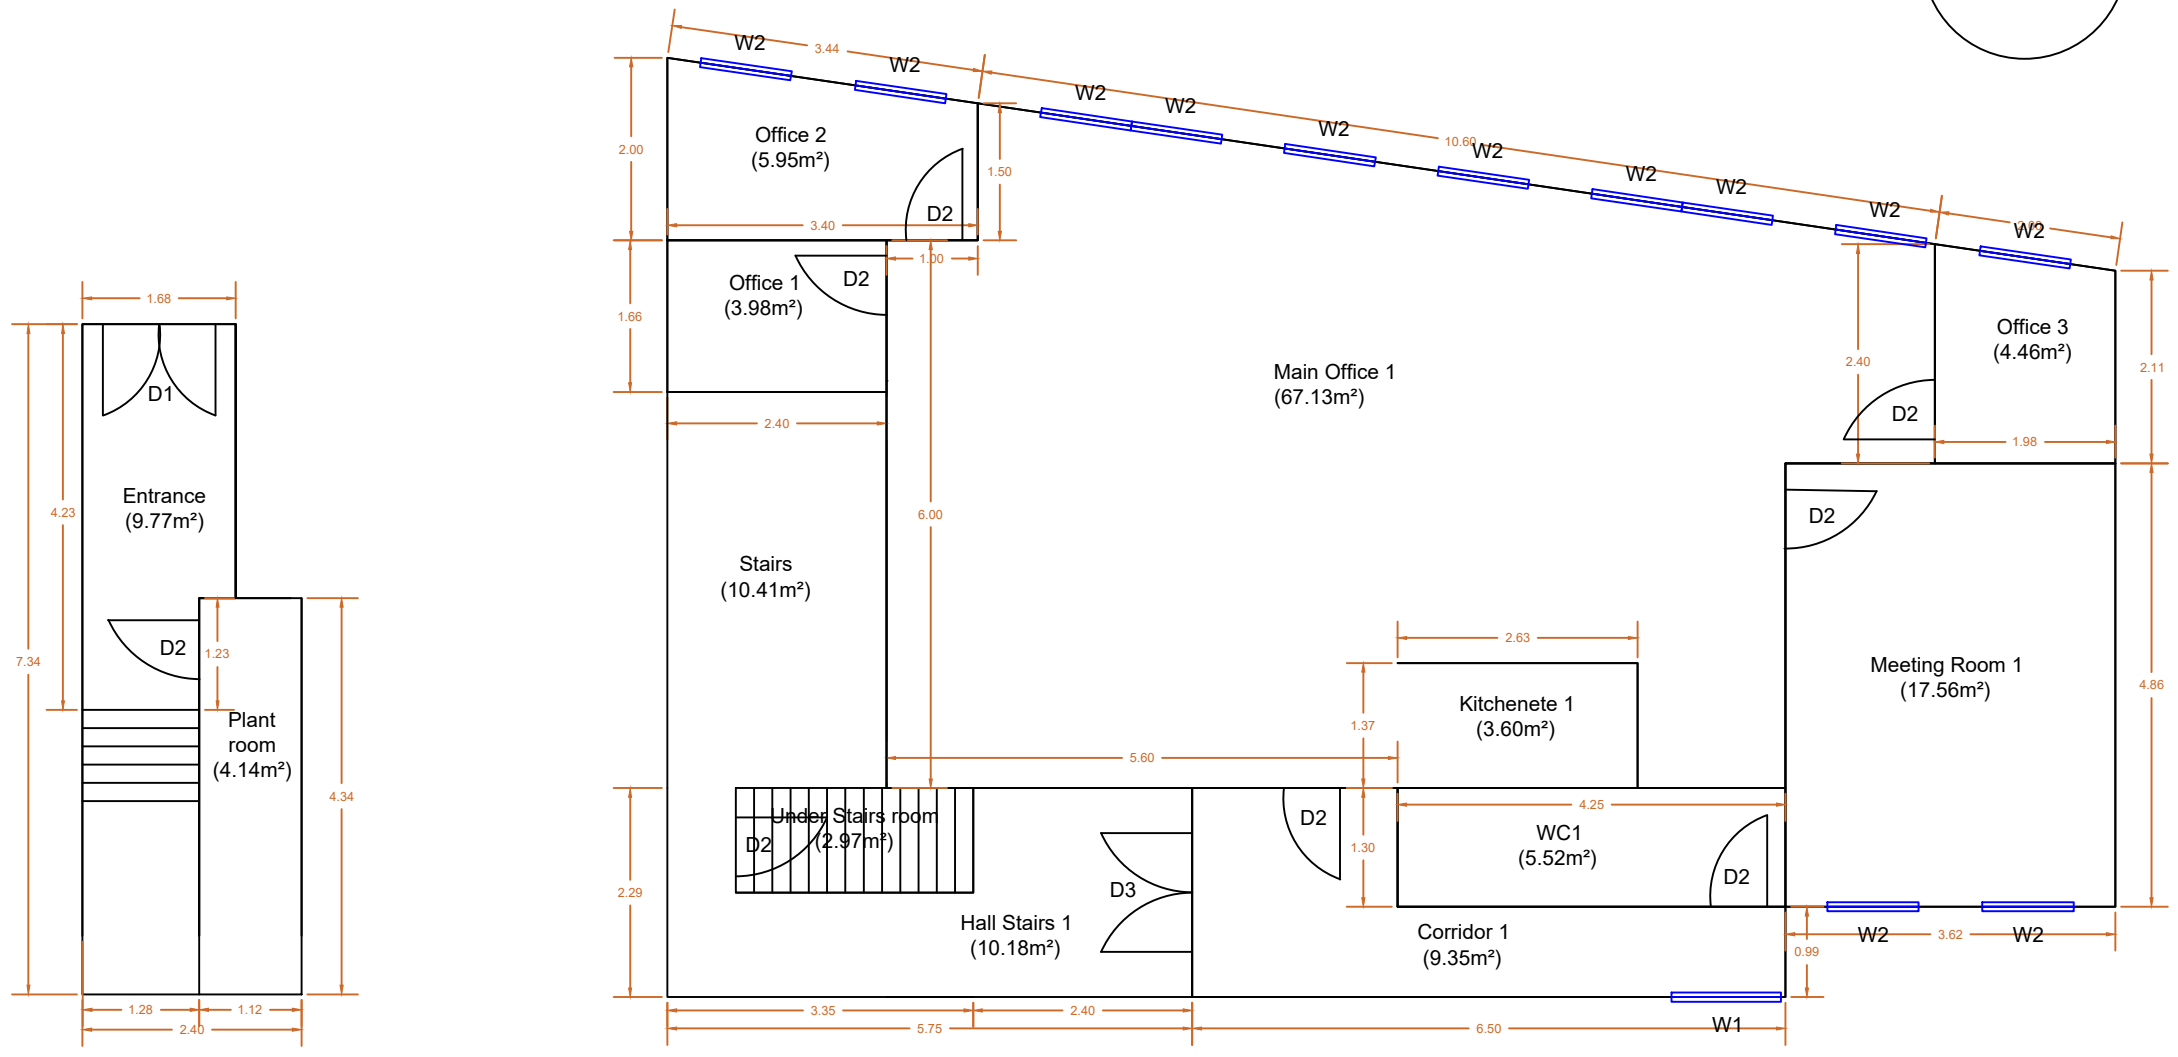 W2
3.44
W2
W2
W2
W2
10.60
W2
W2
W2
W2
W2
Office 2
(5.95m²)
2.00
1.50
D2
3.40
1.00
Office 1
(3.98m²)
D2
1.66
2.40
1.68
D1
Entrance
(9.77m²)
4.23
7.34
D2
1.23
Plant
room
(4.14m²)
4.34
1.28
1.12
2.40
Main Office 1
(67.13m²)
6.00
Stairs
(10.41m²)
Office 3
(4.46m²)
2.40
2.11
D2
1.98
D2
Meeting Room 1
(17.56m²)
4.86
2.63
Kitchenete 1
(3.60m²)
1.37
5.60
4.25
WC1
(5.52m²)
1.30
D2
D2
Under Stairs room
(2.97m²)
D2
2.29
D3
Hall Stairs 1
(10.18m²)
Corridor 1
(9.35m²)
W2
3.62
W2
0.99
3.35
2.40
5.75
6.50
W1